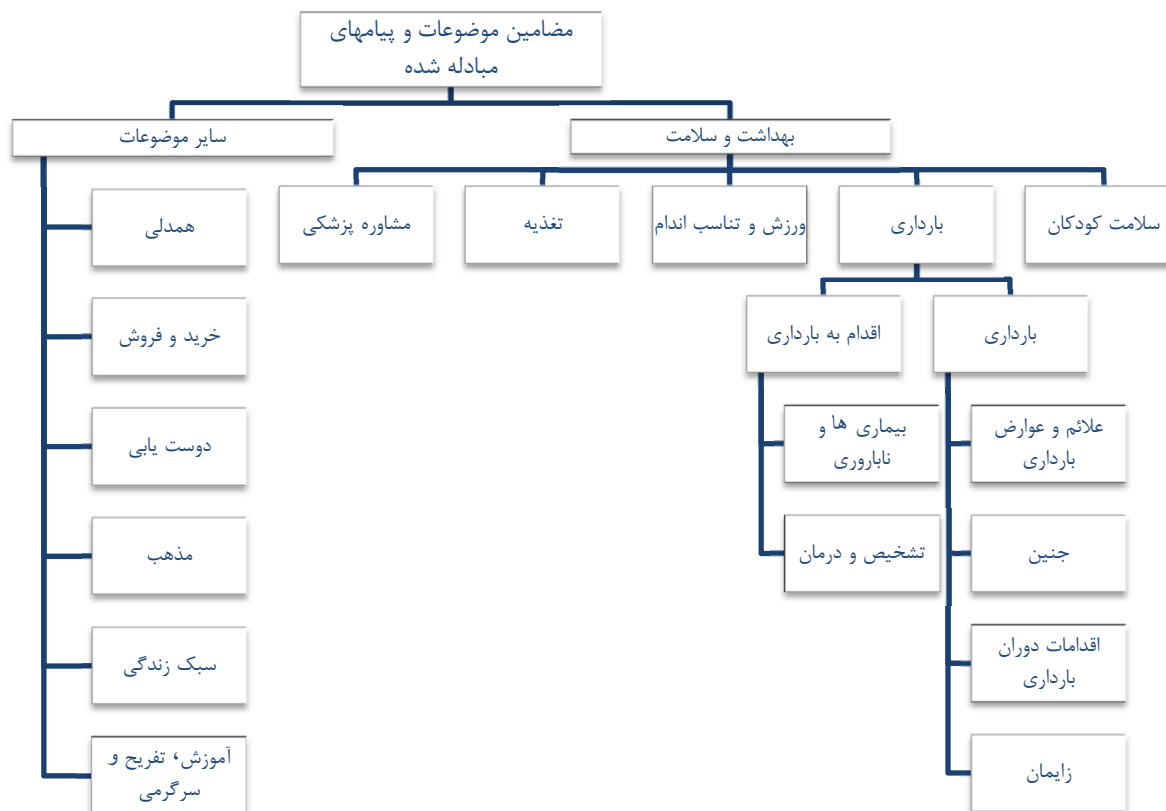 مضامین موضوعات و پیامهای
مبادله شده
بهداشت و سلامت
سایر موضوعات
سلامت کودکان
بارداری
ورزش و تناسب اندام
تغذیه
مشاوره پزشکی
بارداری
اقدام به بارداری
علائم و عوارض
بارداری
جنین
اقدامات دوران
بارداری
زایمان
بیماری ها و
ناباروری
تشخیص و درمان
همدلی
خرید و فروش
دوست یابی
مذهب
سبک زندگی
آموزش، تفریح و
سرگرمی